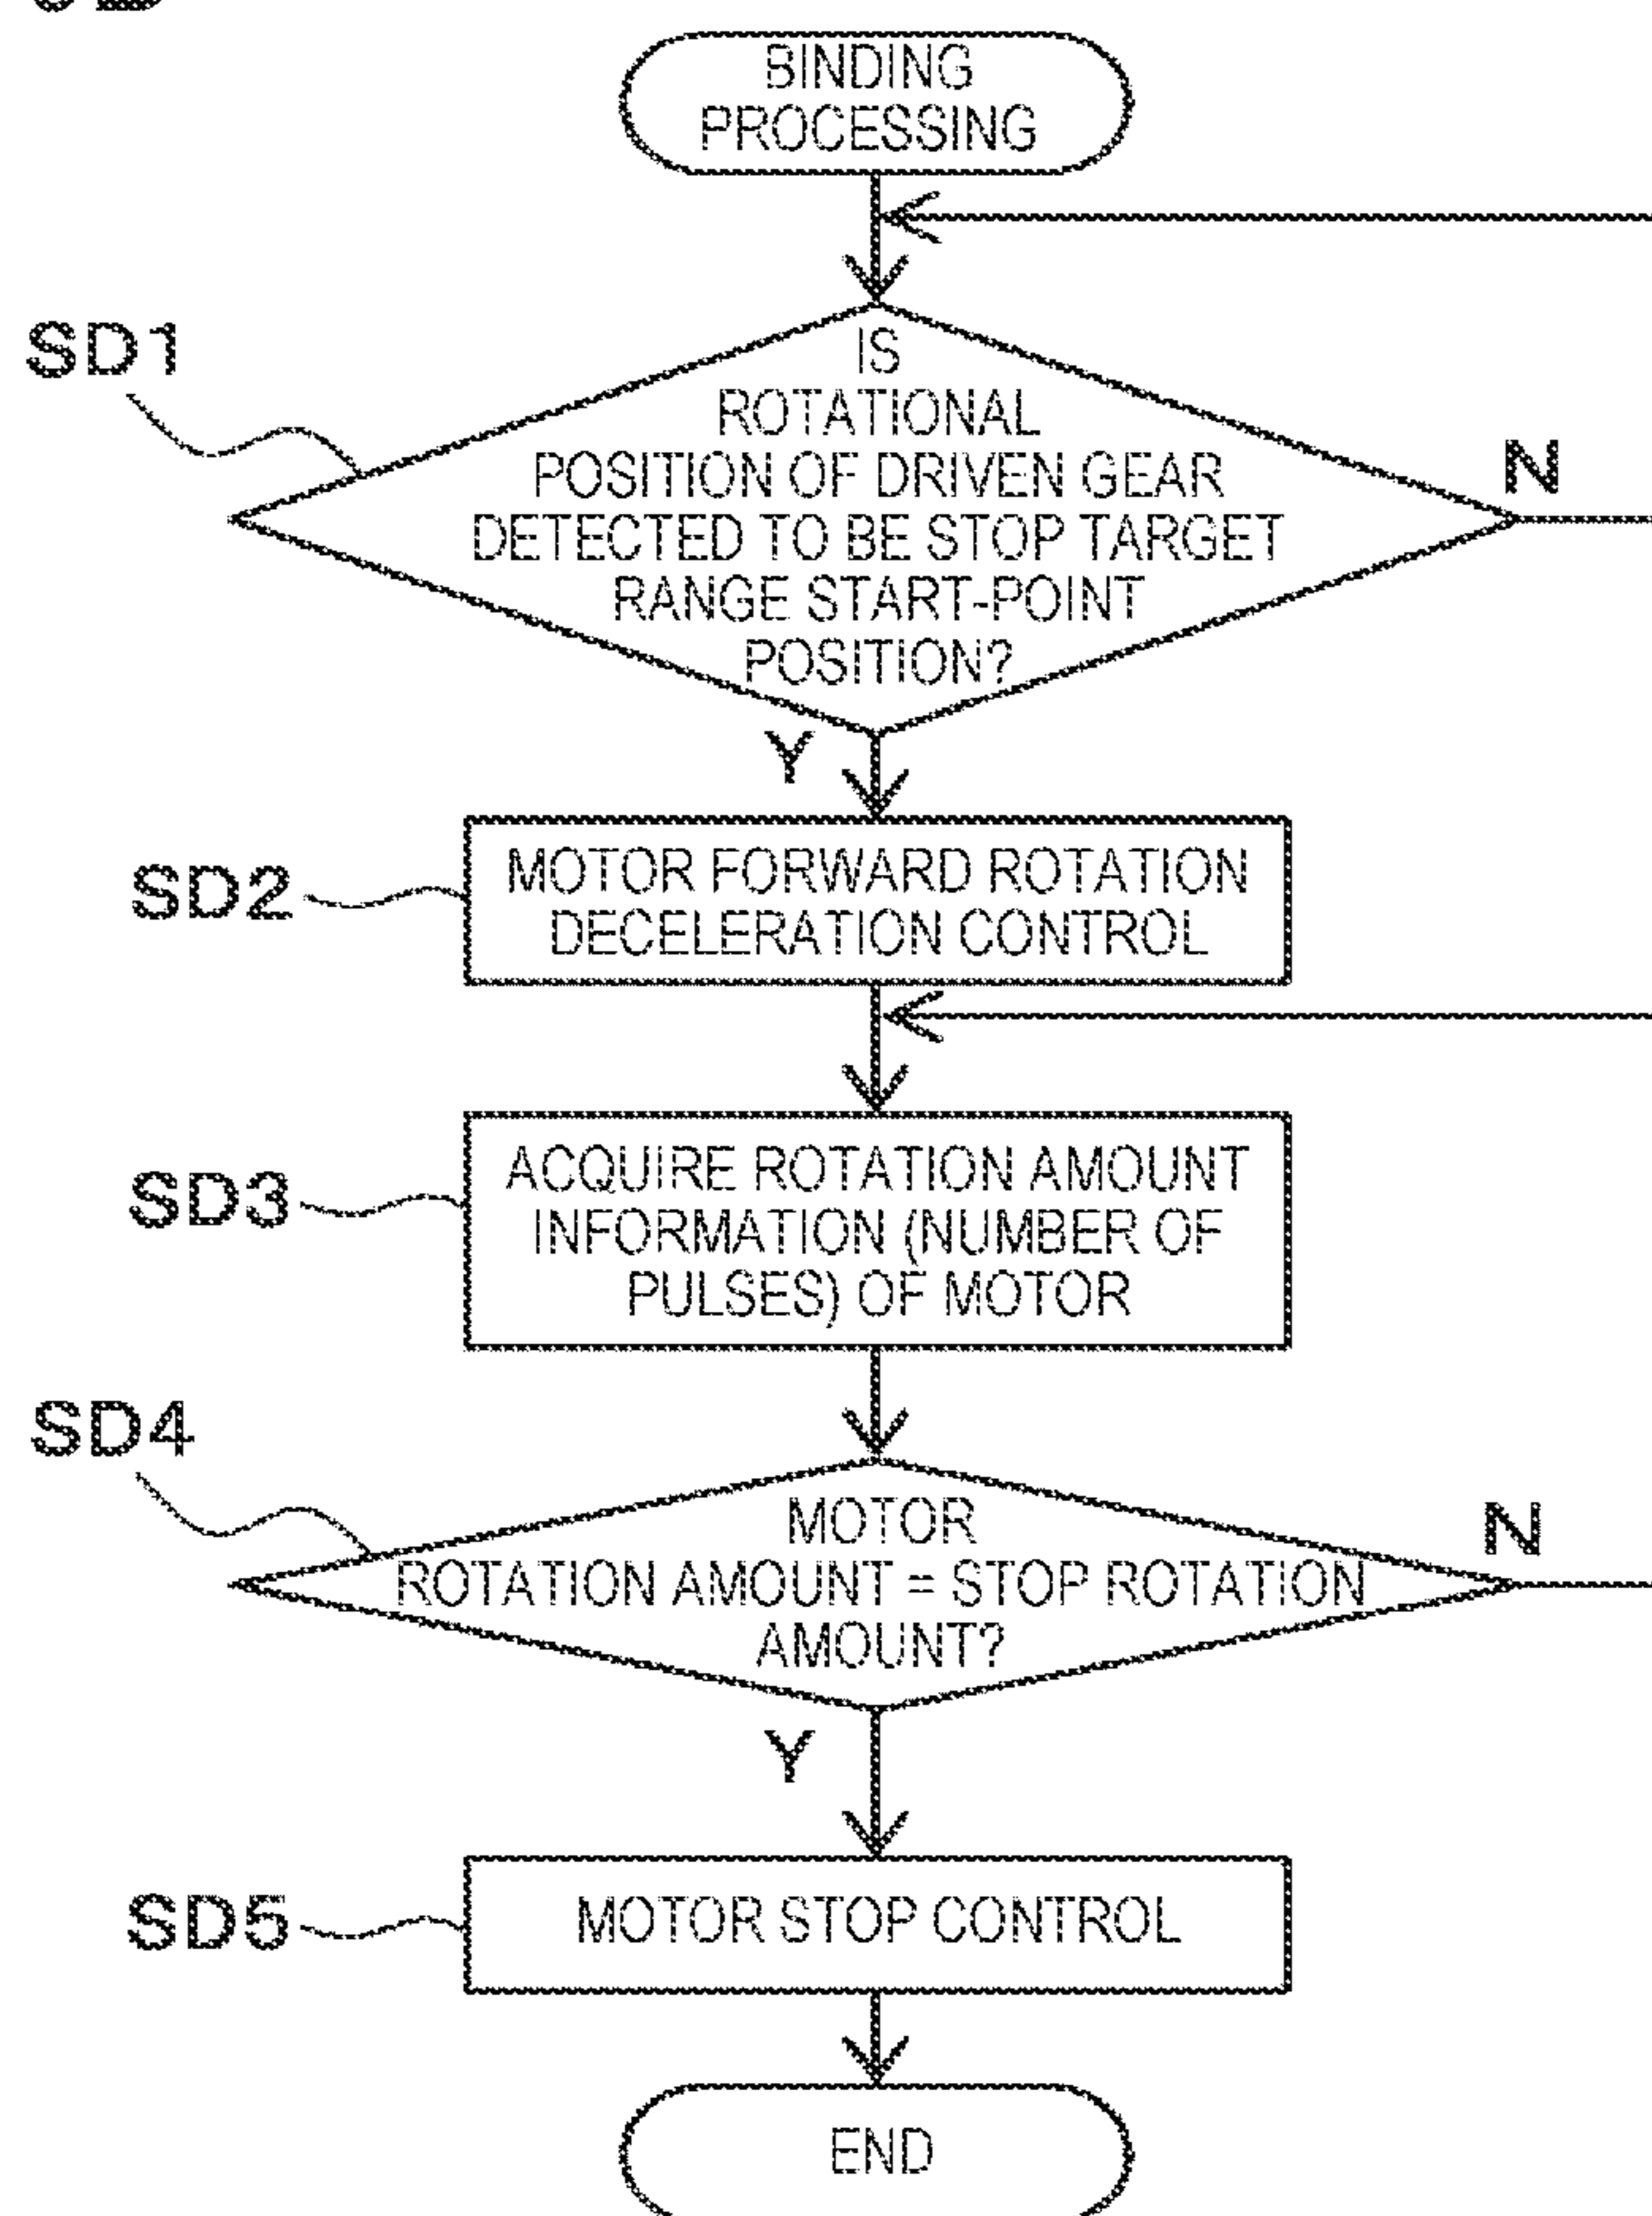 BINDING
PROCESSING
SD1
IS
ROTATIONAL
POSITION OF DRIVEN GEAR
DETECTED TO BE STOP TARGET
RANGE START-POINT
POSITION?
N
Y
SD2
MOTOR FORWARD ROTATION
DECELERATION CONTROL
SD3
ACQUIRE ROTATION AMOUNT
INFORMATION (NUMBER OF
PULSES) OF MOTOR
SD4
MOTOR
ROTATION AMOUNT = STOP ROTATION
AMOUNT?
N
Y
SD5
MOTOR STOP CONTROL
END